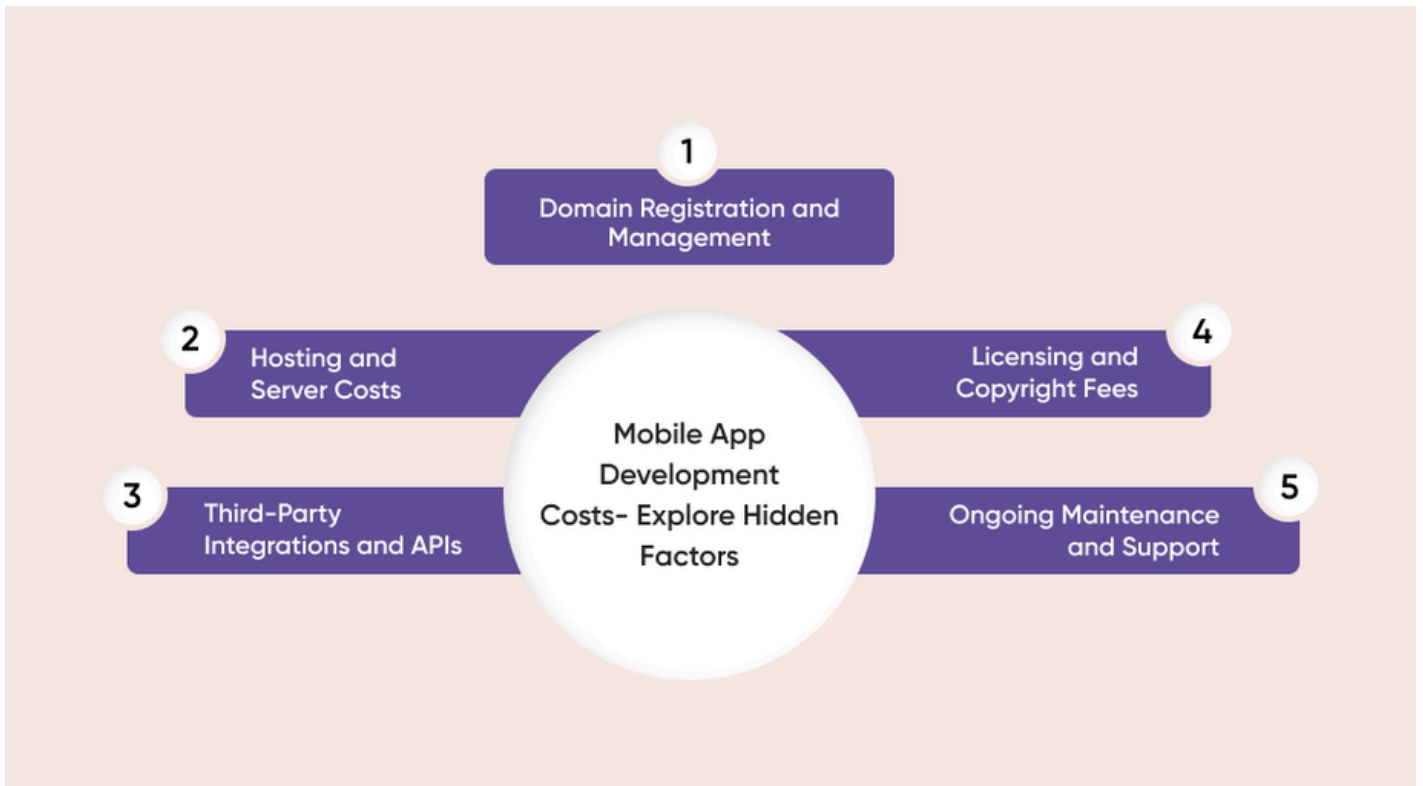 1
Domain Registration and
Management
2
Hosting and
Server Costs
3
Third-Party
Integrations and APIs
Mobile App
Development
Costs- Explore Hidden
Factors
4
Licensing and
Copyright Fees
5
Ongoing Maintenance
and Support